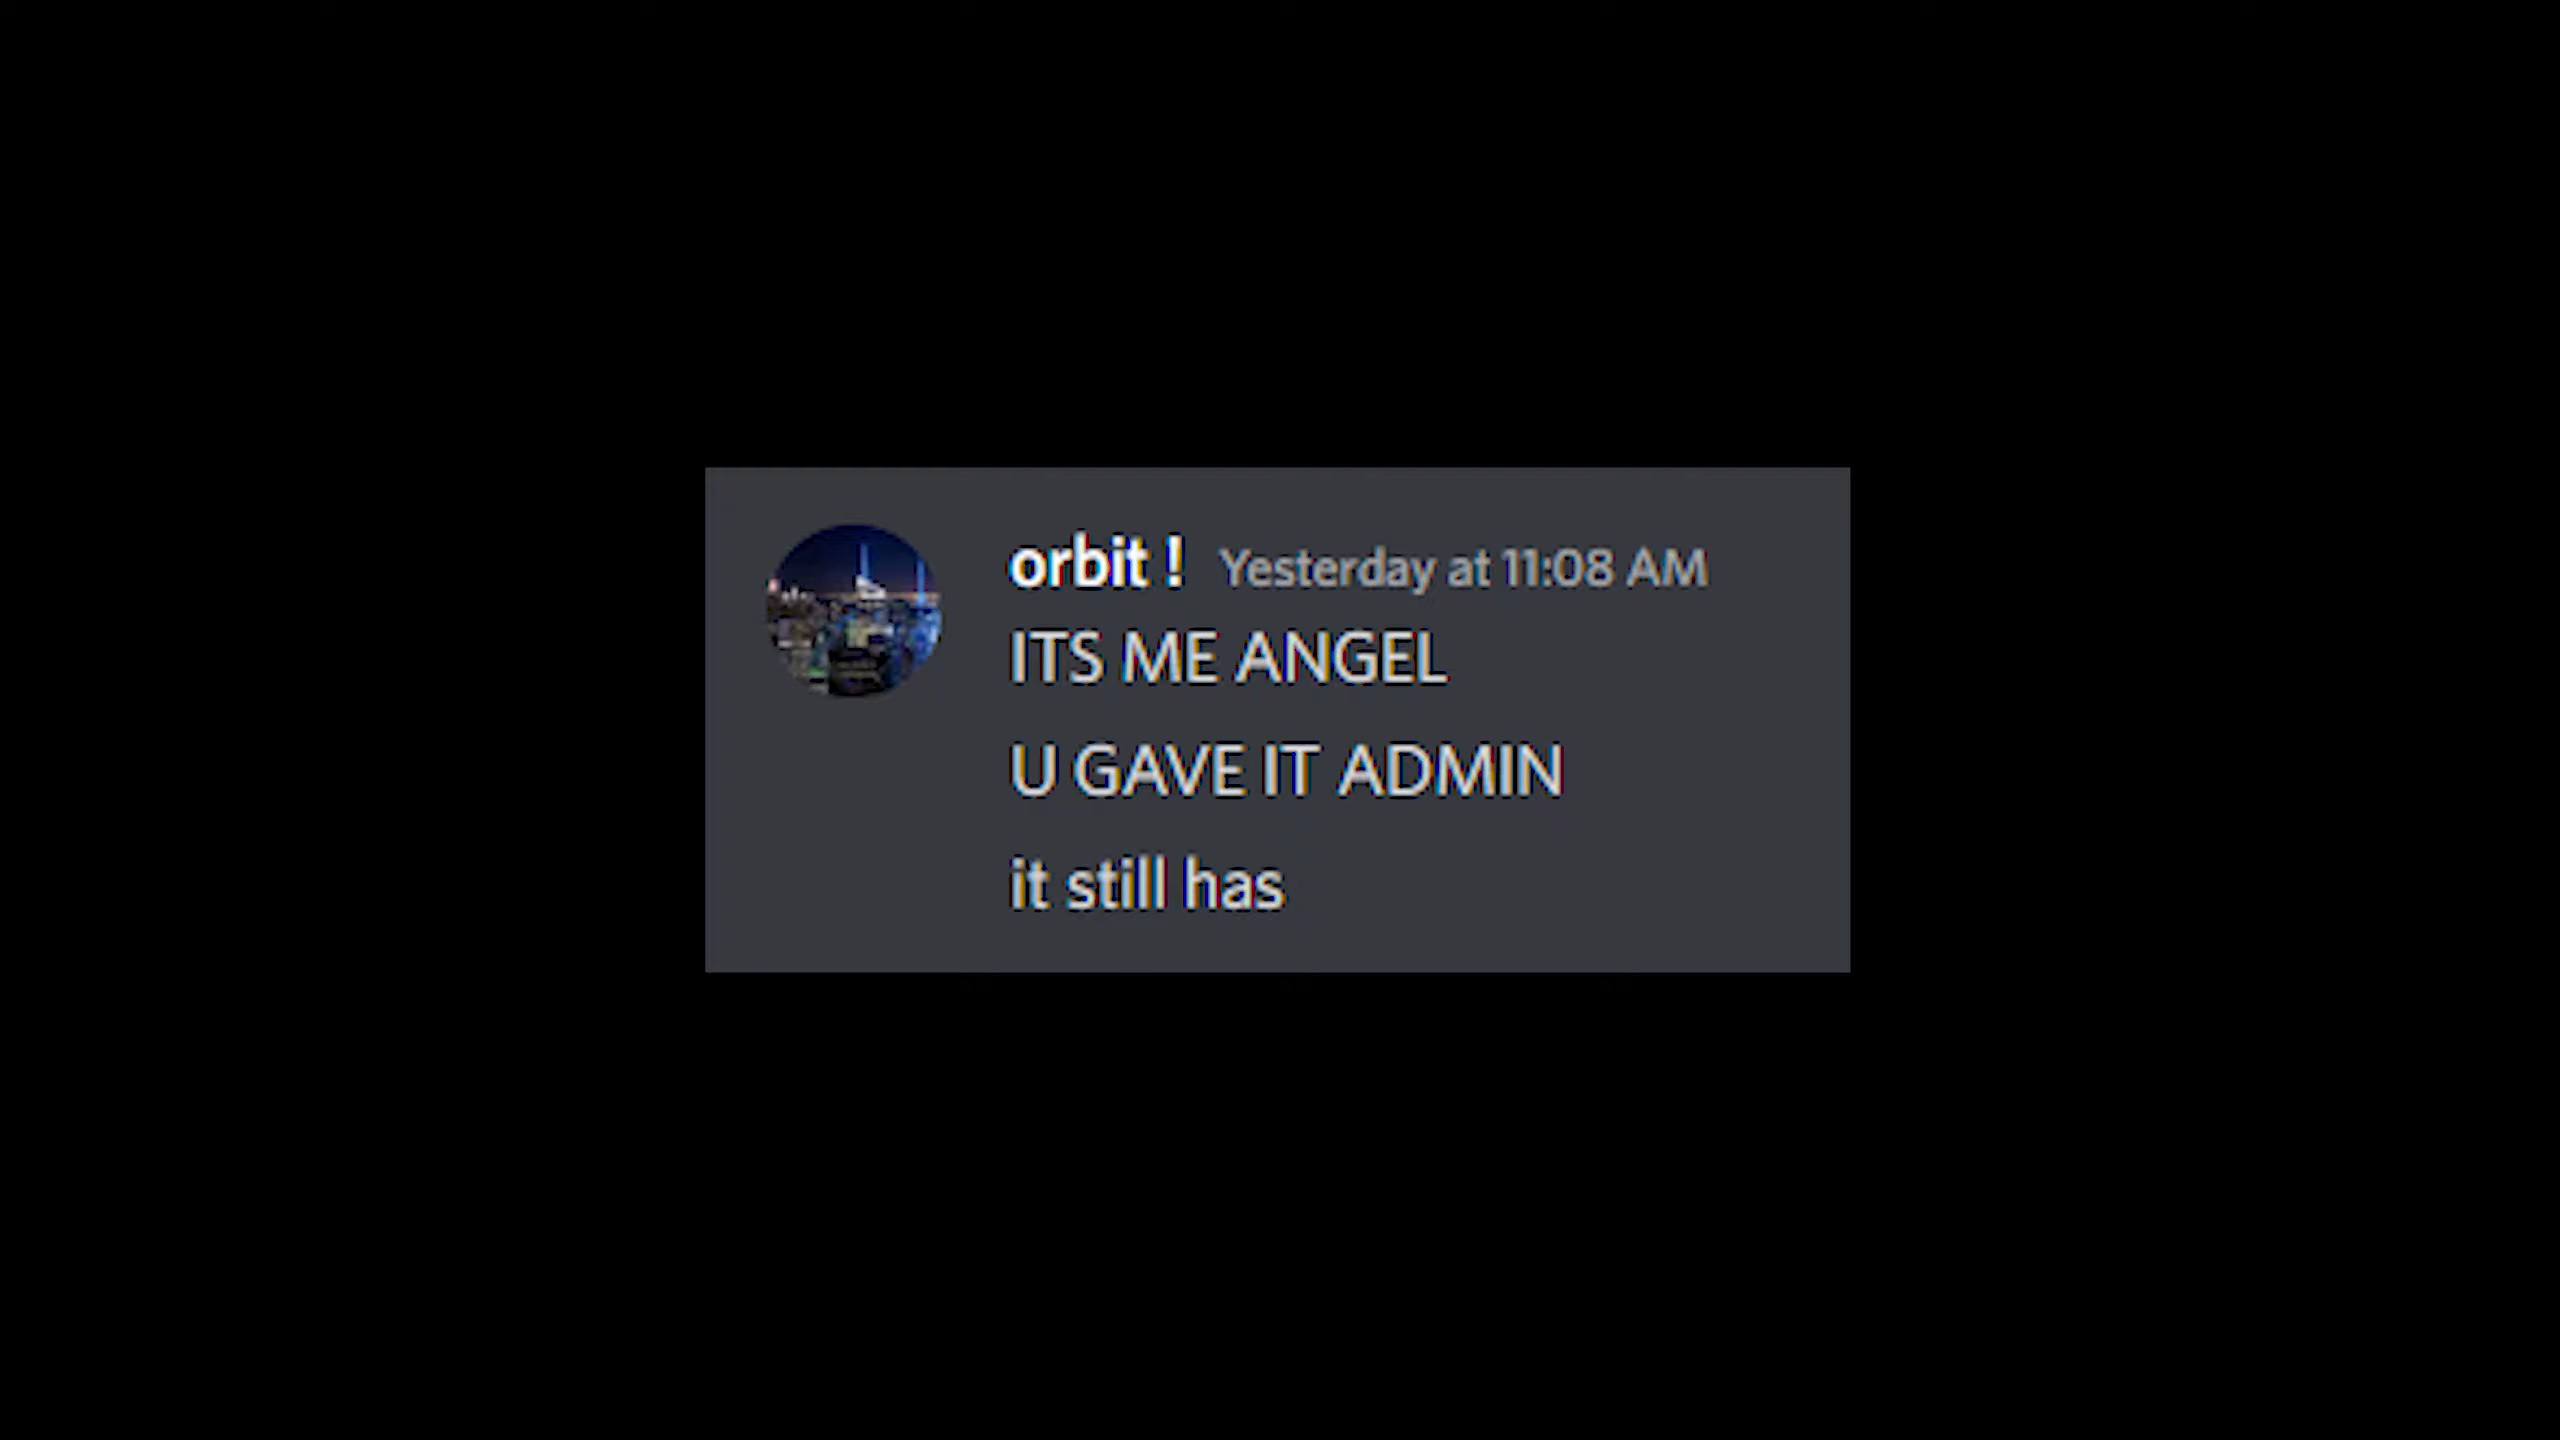 orbit ! Yesterday at 11:08 AM
ITS ME ANGEL
U GAVE IT ADMIN
it still has